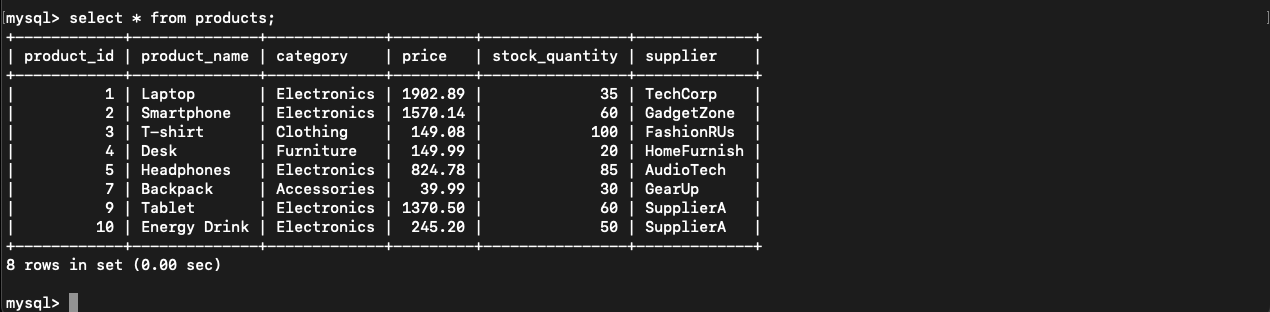 mysql> select * from products;
+------------+--------------+-------------+---------+----------------+-------------+
| product_id | product_name | category    | price   | stock_quantity | supplier    |
+------------+--------------+-------------+---------+----------------+-------------+
|          1 | Laptop       | Electronics | 1902.89 |             35 | TechCorp    |
|          2 | Smartphone   | Electronics | 1570.14 |             60 | GadgetZone  |
|          3 | T-shirt      | Clothing    |  149.08 |            100 | FashionRUs  |
|          4 | Desk         | Furniture   |  149.99 |             20 | HomeFurnish |
|          5 | Headphones   | Electronics |  824.78 |             85 | AudioTech   |
|          7 | Backpack     | Accessories |   39.99 |             30 | GearUp      |
|          9 | Tablet       | Electronics | 1370.50 |             60 | SupplierA   |
|         10 | Energy Drink | Electronics |  245.20 |             50 | SupplierA   |
+------------+--------------+-------------+---------+----------------+-------------+
8 rows in set (0.00 sec)
mysql>